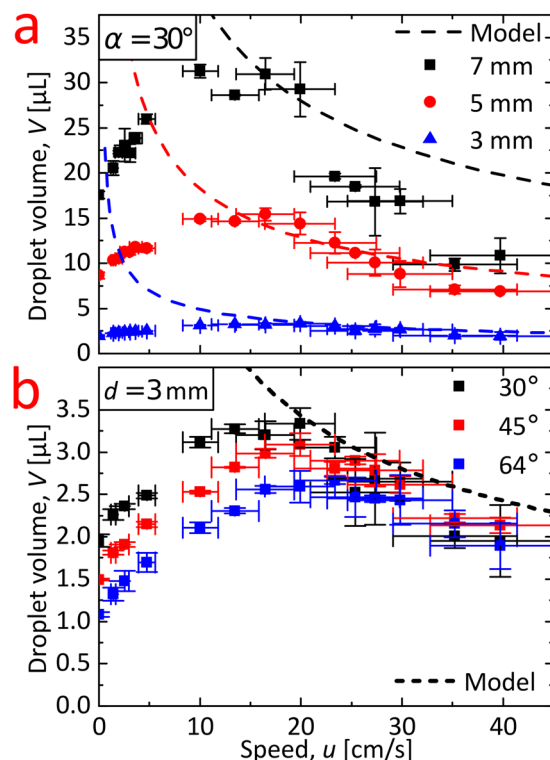 a
α = 30°
Model
7 mm
5 mm
3 mm
35
30
25
20
15
10
5
0
Droplet volume, V [µL]
b
d = 3 mm
30°
45°
64°
3.5
3.0
2.5
2.0
1.5
1.0
0.5
0.0
Droplet volume, V [µL]
Model
0 10 20 30 40
Speed, u [cm/s]